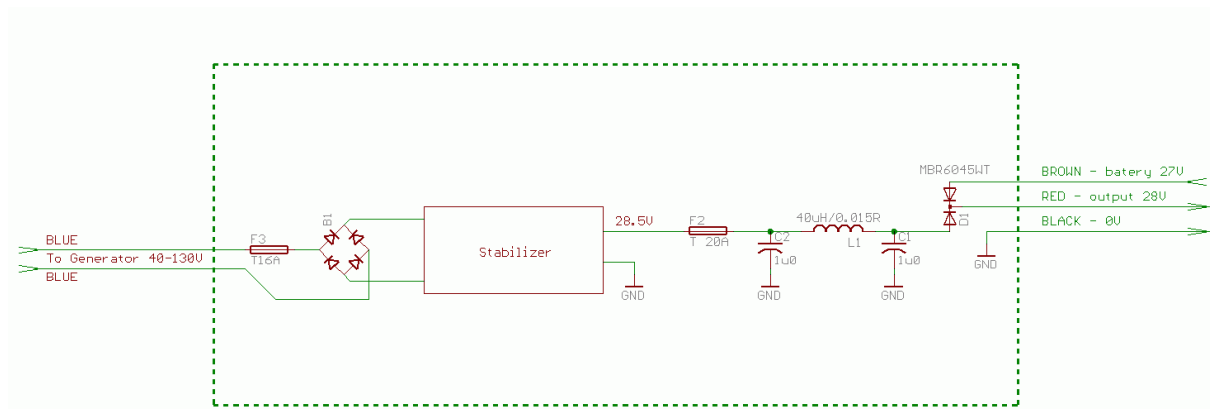 MBR6045WT
BROWN - batery 27V
RED - output 28V
BLACK - 0V
D1
GND
B1
28.5V
F2
T 20A
40uH/0.015R
L1
C2
1u0
C1
1u0
GND
GND
BLUE
To Generator 40-130V
BLUE
F3
T16A
Stabilizer
GND